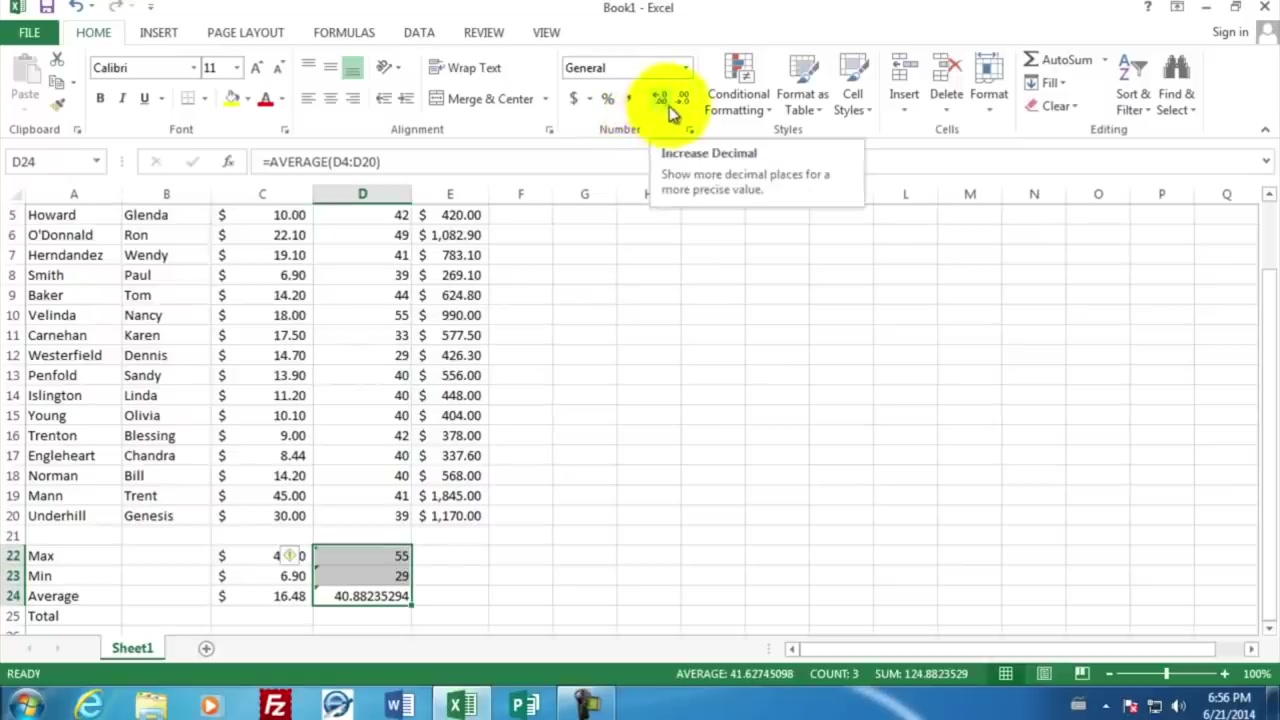 Book1 - Excel
?
FILE HOME INSERT PAGE LAYOUT FORMULAS DATA REVIEW VIEW Sign in
Paste
Calibri 11
B I U
Wrap Text
Merge & Center
General
$ %
Conditional Formatting
Format as Table
Cell Styles
Insert Delete Format
AutoSum
Fill
Clear
Sort & Filter
Find & Select
Clipboard Font Alignment Number Styles Cells Editing
D24 fx =AVERAGE(D4:D20)
Increase Decimal
Show more decimal places for a
more precise value.
A B C D E F G H L M N O P Q
5 Howard Glenda $ 10.00 42 $ 420.00
6 O'Donnald Ron $ 22.10 49 $ 1,082.90
7 Herndandez Wendy $ 19.10 41 $ 783.10
8 Smith Paul $ 6.90 39 $ 269.10
9 Baker Tom $ 14.20 44 $ 624.80
10 Velinda Nancy $ 18.00 55 $ 990.00
11 Carnehan Karen $ 17.50 33 $ 577.50
12 Westerfield Dennis $ 14.70 29 $ 426.30
13 Penfold Sandy $ 13.90 40 $ 556.00
14 Islington Linda $ 11.20 40 $ 448.00
15 Young Olivia $ 10.10 40 $ 404.00
16 Trenton Blessing $ 9.00 42 $ 378.00
17 Engleheart Chandra $ 8.44 40 $ 337.60
18 Norman Bill $ 14.20 40 $ 568.00
19 Mann Trent $ 45.00 41 $ 1,845.00
20 Underhill Genesis $ 30.00 39 $ 1,170.00
21
22 Max $ 4 0 55
23 Min $ 6.90 29
24 Average $ 16.48 40.88235294
25 Total
Sheet1
READY AVERAGE: 41.62745098 COUNT: 3 SUM: 124.8823529 100%
6:56 PM
6/21/2014